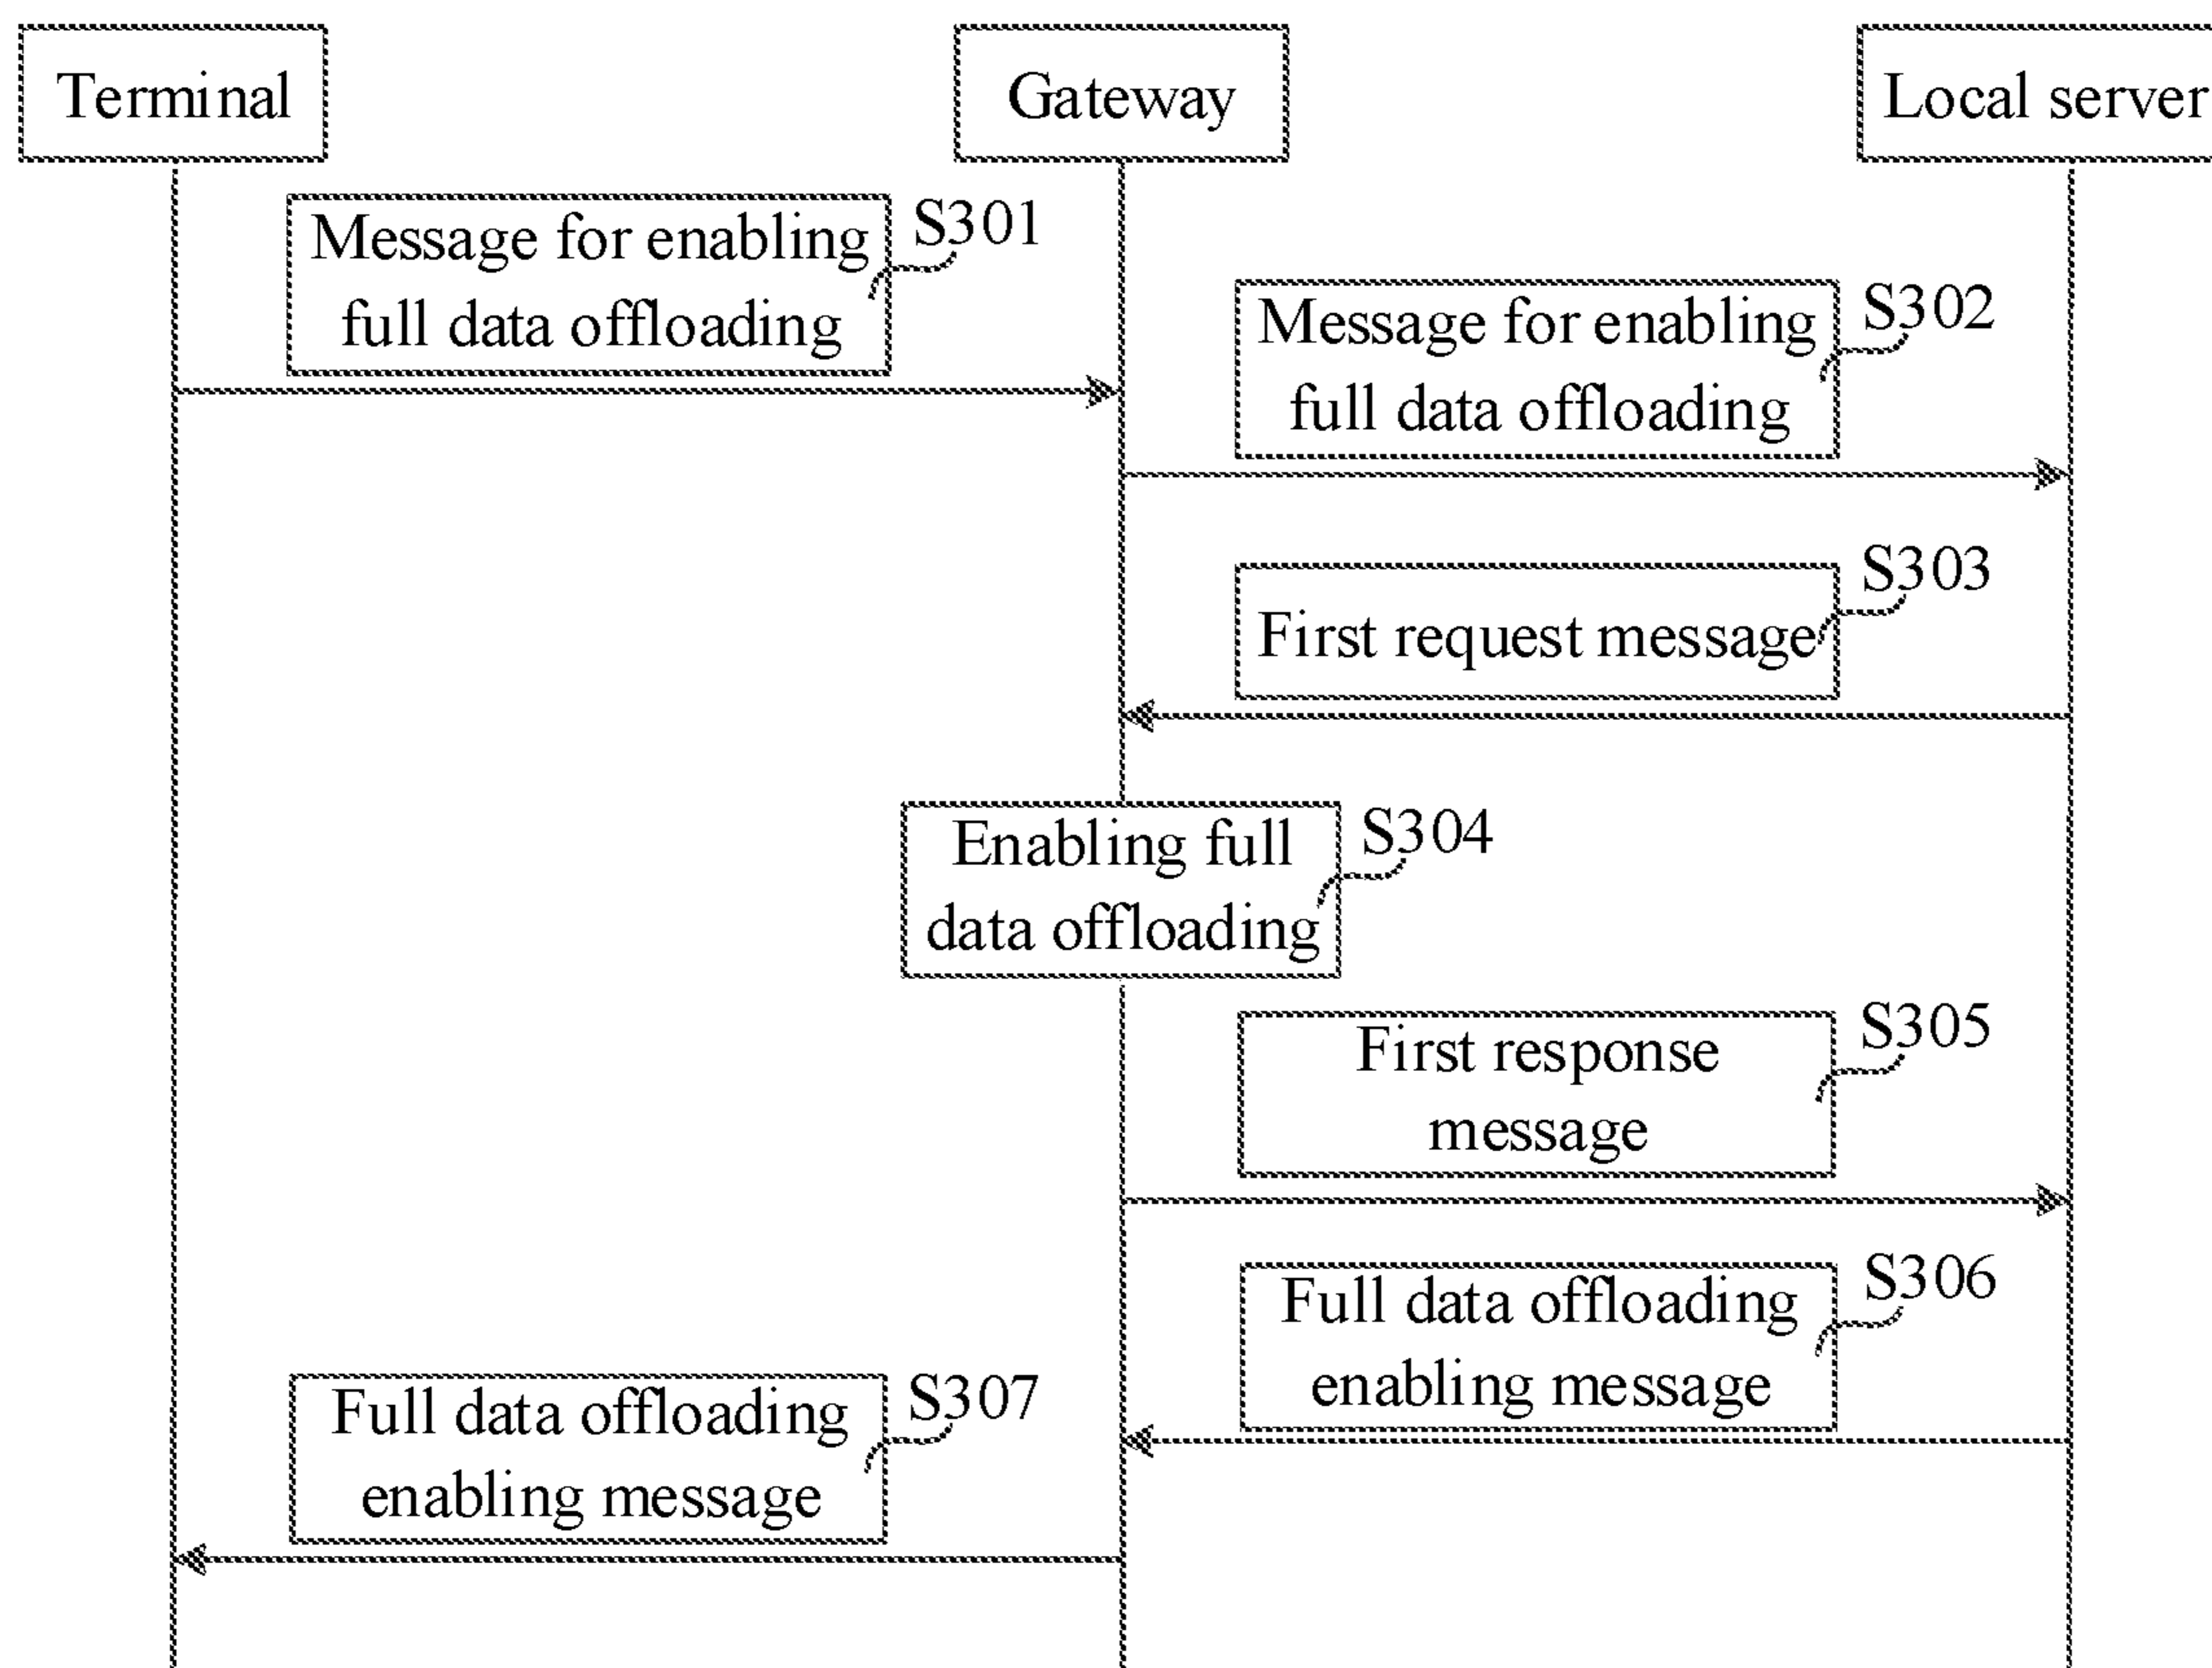 Terminal
Gateway
Local server
Message for enabling
full data offloading
S301
Message for enabling
full data offloading
S302
First request message
S303
Enabling full
data offloading
S304
First response
message
S305
Full data offloading
enabling message
S306
Full data offloading
enabling message
S307